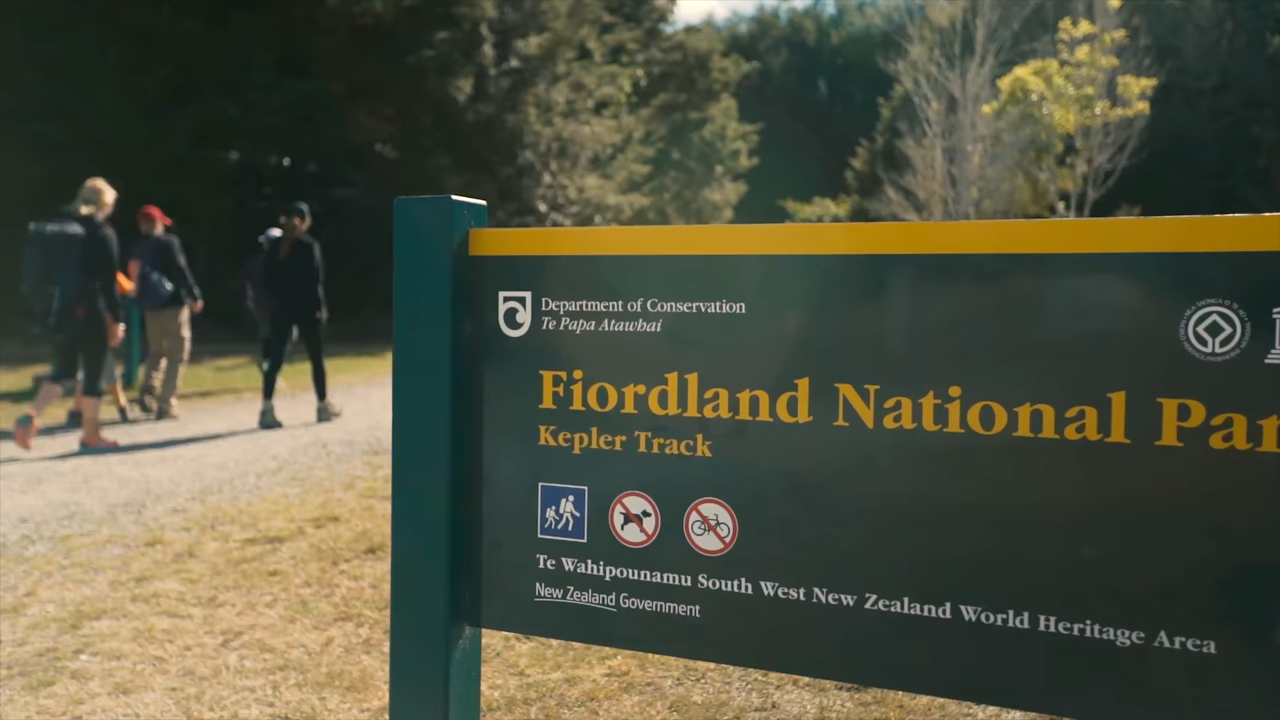 Department of Conservation
Te Papa Atawhai
Fiordland National Par
Kepler Track
Te Wahipounamu South West New Zealand World Heritage Area
New Zealand Government